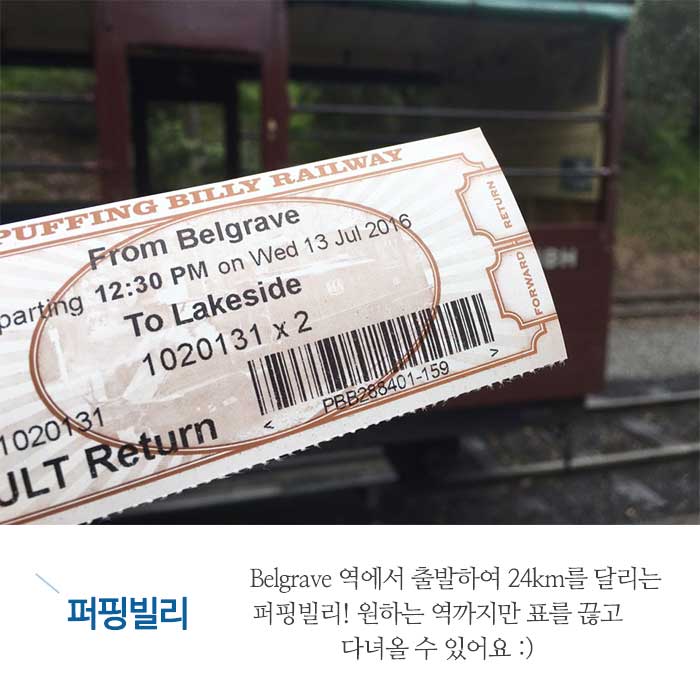 PUFFING BILLY RAILWAY
From Belgrave
parting 12:30 PM on Wed 13 Jul 2016
To Lakeside
1020131 x 2
PBB288401-159
1020131
ULT Return
RETURN
FORWARD
퍼핑빌리
Belgrave 역에서 출발하여 24km를 달리는
퍼핑빌리! 원하는 역까지만 표를 끊고
다녀올 수 있어요 :)